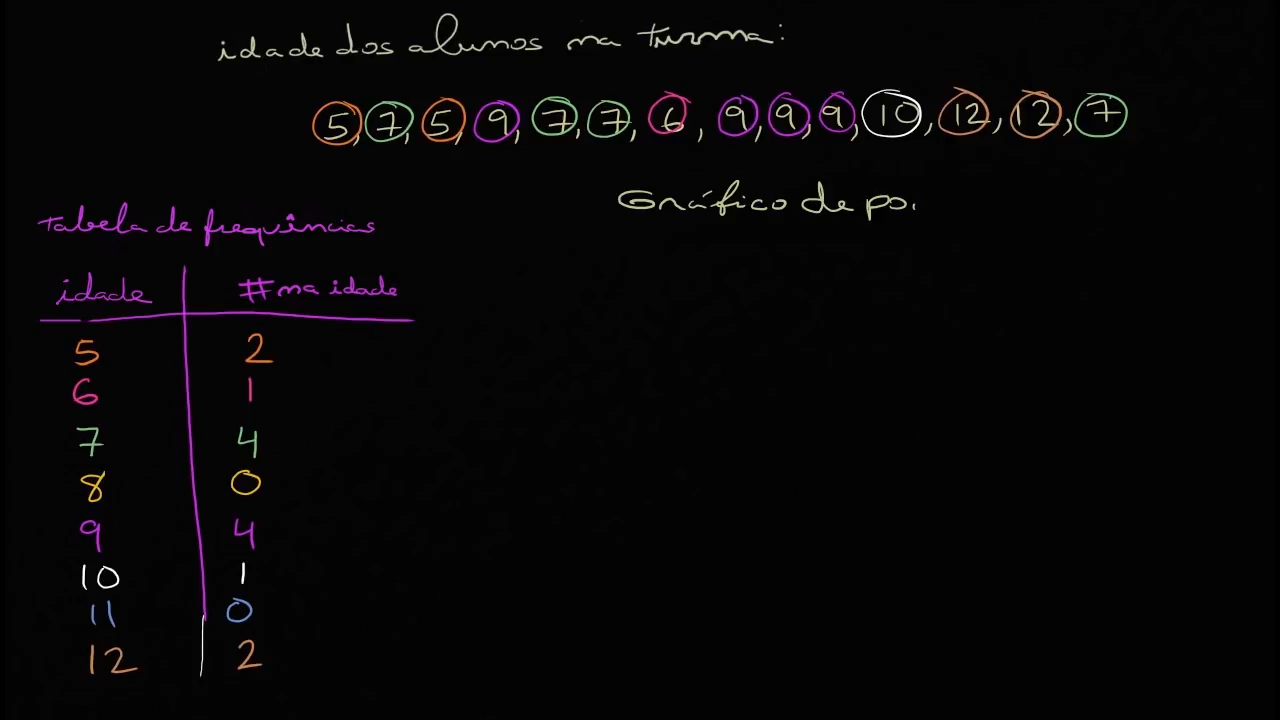 idade dos alunos na turma:
5, 7, 5, 9, 7, 7, 6, 9, 9, 9, 10, 12, 12, 7
Gráfico de po
Tabela de frequências
idade # na idade
5 2
6 1
7 4
8 0
9 4
10 1
11 0
12 2